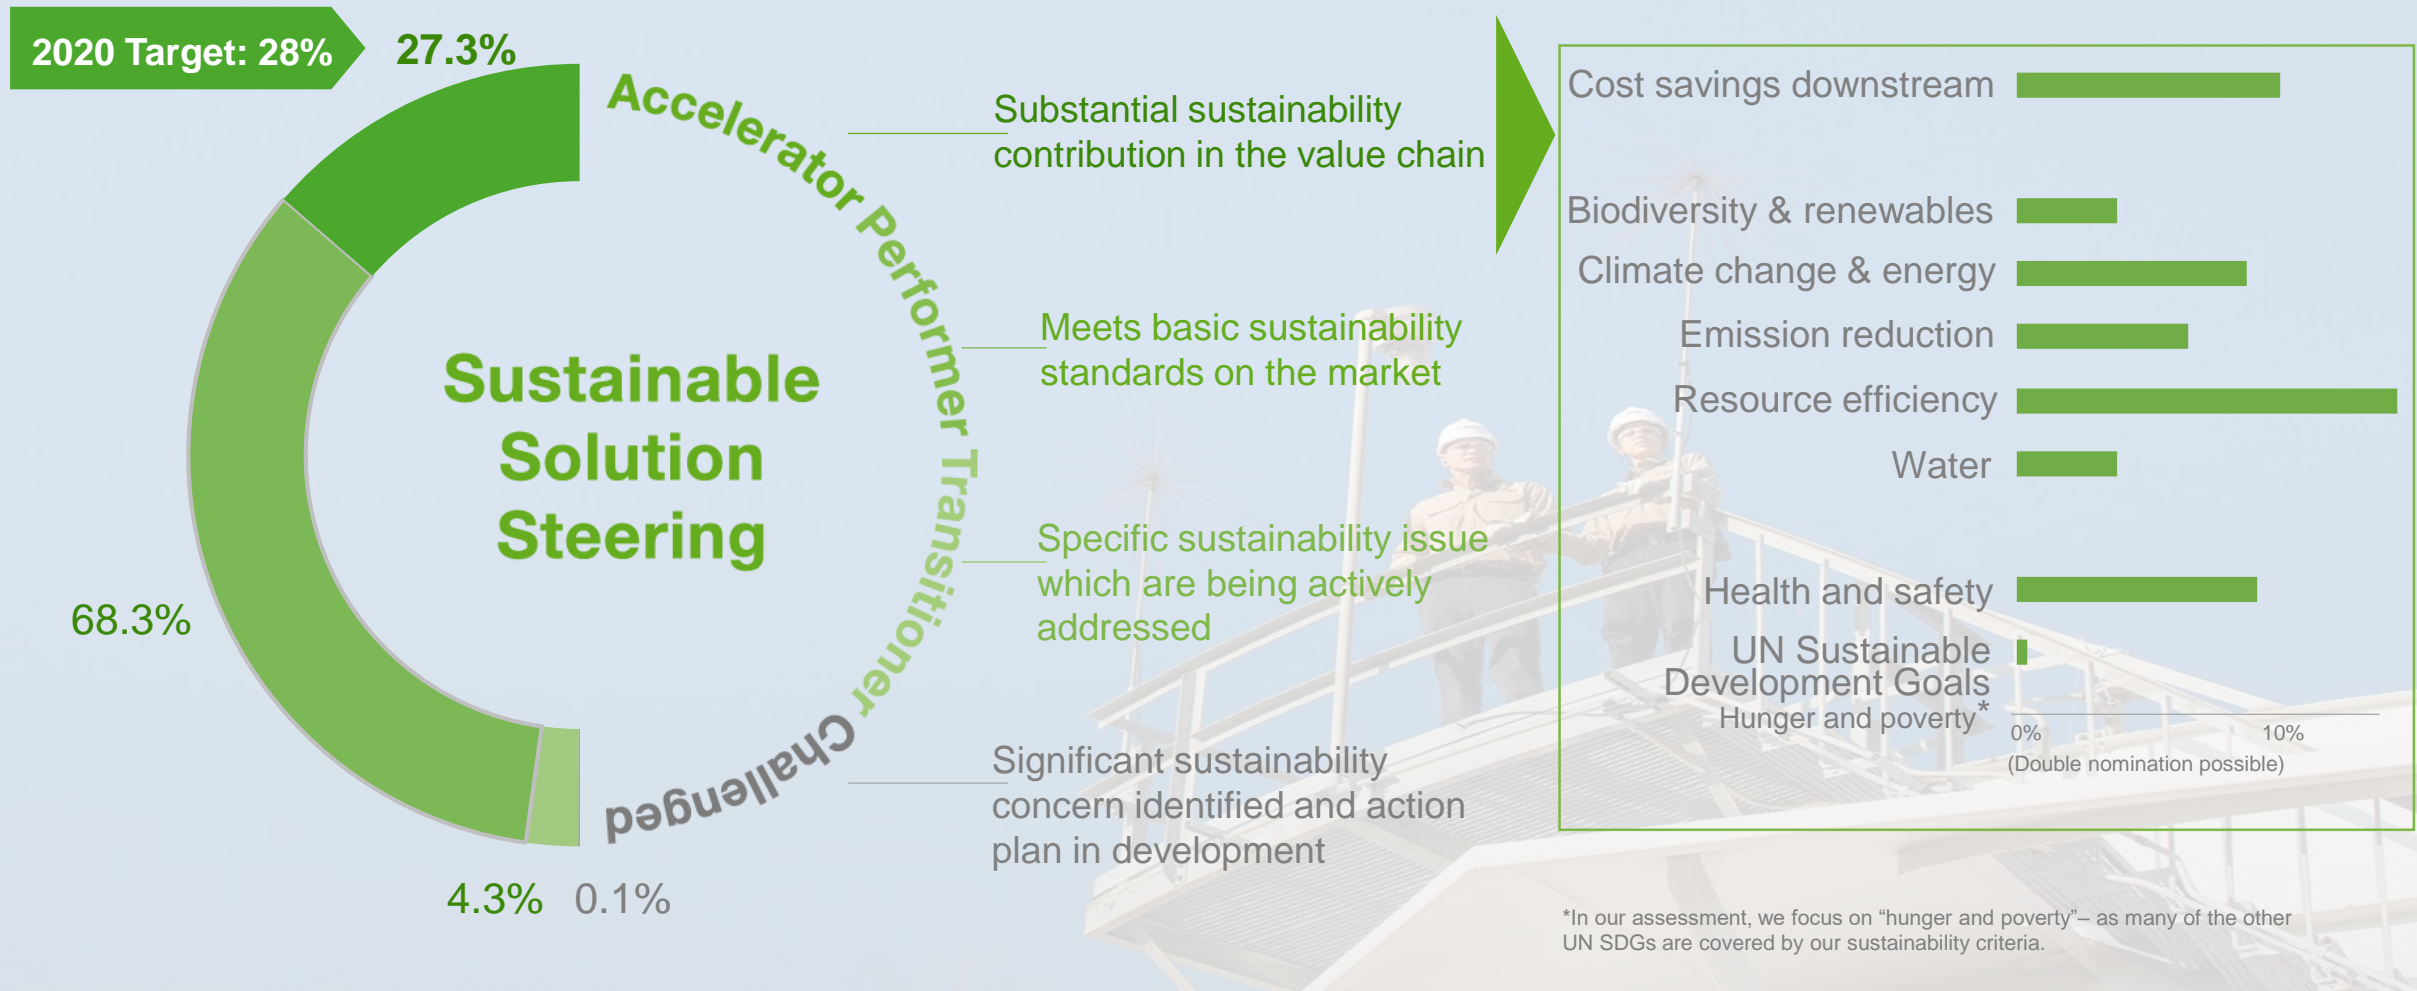 2020 Target: 28%
27.3%
68.3%
4.3%
0.1%
Sustainable
Solution
Steering
Accelerator
Performer
Transitioner
Challenged
Substantial sustainability
contribution in the value chain
Meets basic sustainability
standards on the market
Specific sustainability issue
which are being actively
addressed
Significant sustainability
concern identified and action
plan in development
Cost savings downstream
Biodiversity & renewables
Climate change & energy
Emission reduction
Resource efficiency
Water
Health and safety
UN Sustainable
Development Goals
Hunger and poverty*
0%
10%
(Double nomination possible)
*In our assessment, we focus on “hunger and poverty”– as many of the other
UN SDGs are covered by our sustainability criteria.